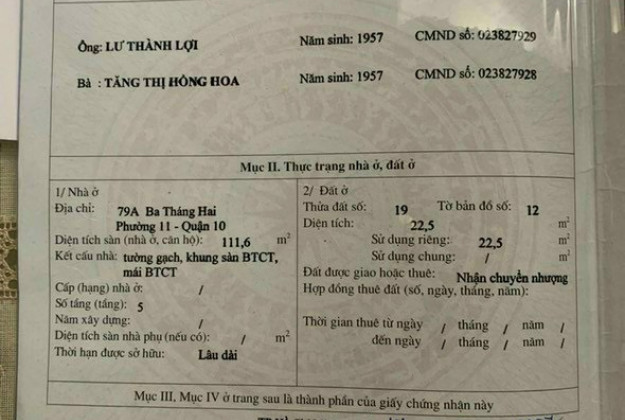 Ông: LƯ THÀNH LỢI Năm sinh: 1957 CMND số: 023827929
Bà : TĂNG THỊ HỒNG HOA Năm sinh: 1957 CMND số: 023827928
Mục II. Thực trạng nhà ở, đất ở
1/ Nhà ở
Địa chỉ: 79A Ba Tháng Hai
Phường 11 - Quận 10
Diện tích sàn (nhà ở, căn hộ): 111,6 m²
Kết cấu nhà: tường gạch, khung sàn BTCT,
mái BTCT
Cấp (hạng) nhà ở: /
Số tầng (tầng): 5
Năm xây dựng: /
Diện tích sàn nhà phụ (nếu có): / m²
Thời hạn được sở hữu: Lâu dài
2/ Đất ở
Thửa đất số: 19 Tờ bản đồ số: 12
Diện tích: 22,5 m²
Sử dụng riêng: 22,5 m²
Sử dụng chung: / m²
Đất được giao hoặc thuê: Nhận chuyển nhượng
Hợp đồng thuê đất (số, ngày, tháng, năm):
Thời gian thuê từ ngày / tháng / năm /
đến ngày / tháng / năm /
Mục III, Mục IV ở trang sau là thành phần của giấy chứng nhận này